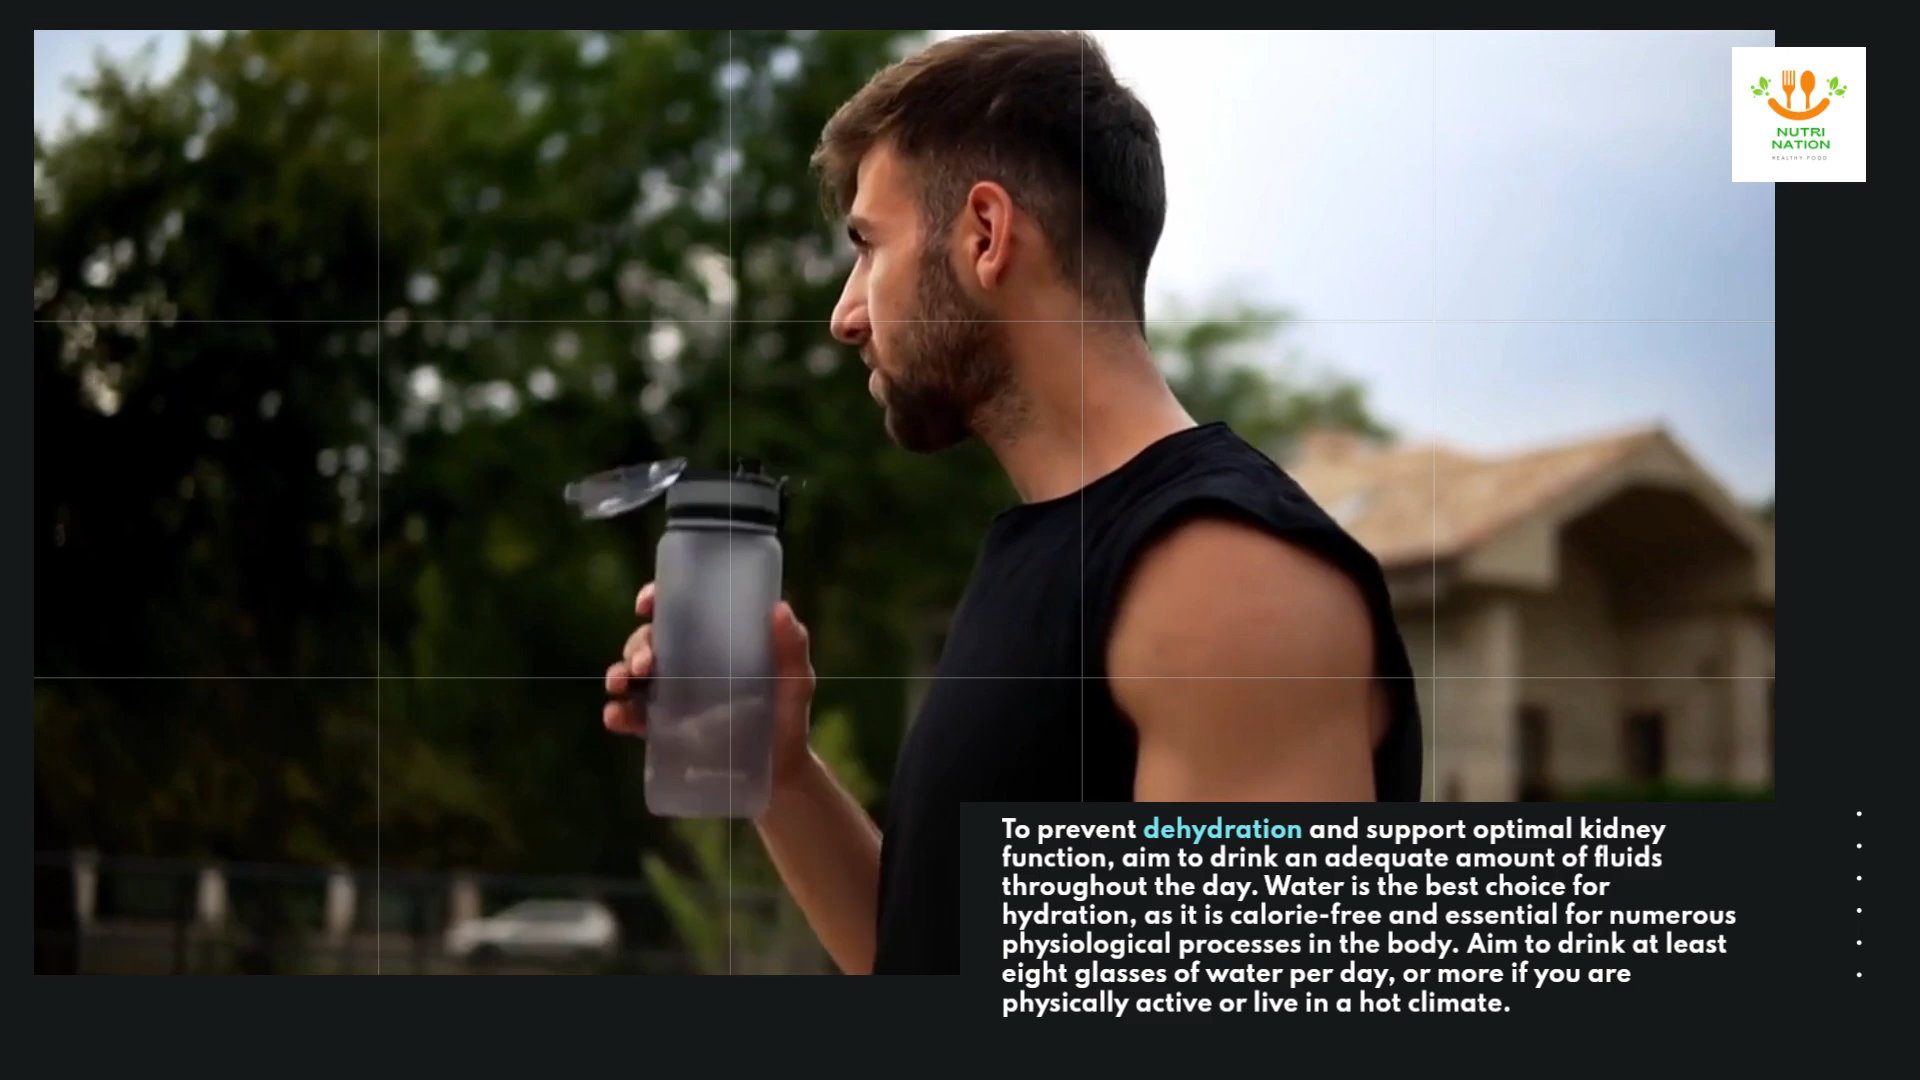 NUTRI
NATION
HEALTHY FOOD
To prevent dehydration and support optimal kidney
function, aim to drink an adequate amount of fluids
throughout the day. Water is the best choice for
hydration, as it is calorie-free and essential for numerous
physiological processes in the body. Aim to drink at least
eight glasses of water per day, or more if you are
physically active or live in a hot climate.